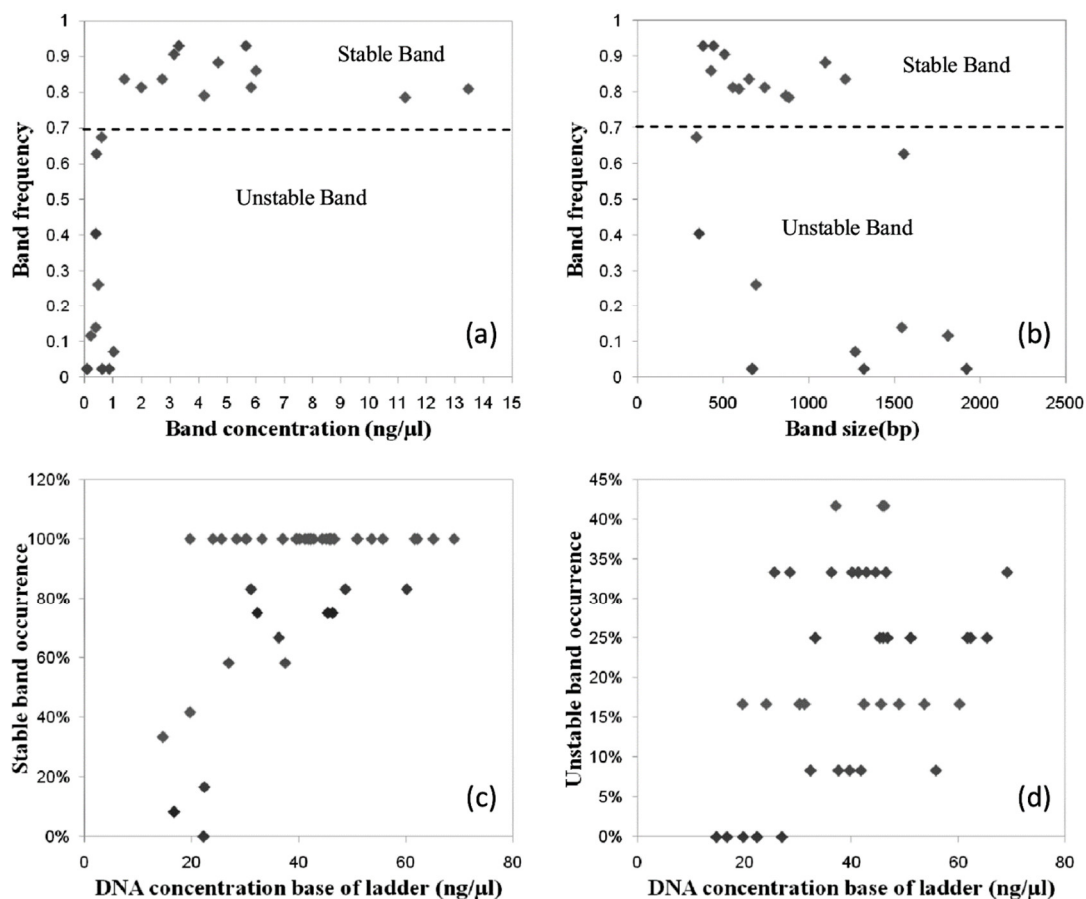 1
0.9
0.8
0.7
0.6
0.5
0.4
0.3
0.2
0.1
0
Band frequency
Stable Band
Unstable Band
(a)
0 1 2 3 4 5 6 7 8 9 10 11 12 13 14 15
Band concentration (ng/µl)
1
0.9
0.8
0.7
0.6
0.5
0.4
0.3
0.2
0.1
0
Band frequency
Stable Band
Unstable Band
(b)
0 500 1000 1500 2000 2500
Band size(bp)
120%
100%
80%
60%
40%
20%
0%
Stable band occurrence
(c)
0 20 40 60 80
DNA concentration base of ladder (ng/µl)
45%
40%
35%
30%
25%
20%
15%
10%
5%
0%
Unstable band occurrence
(d)
0 20 40 60 80
DNA concentration base of ladder (ng/µl)